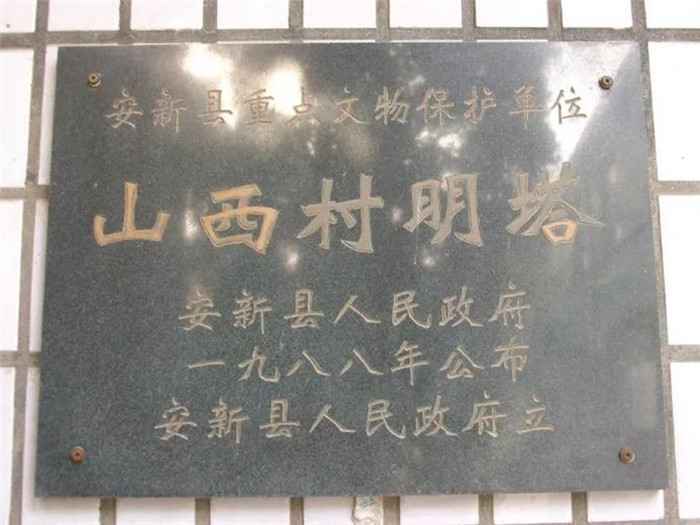 安新县重点文物保护单位
山西村明塔
安新县人民政府
一九八八年公布
安新县人民政府立